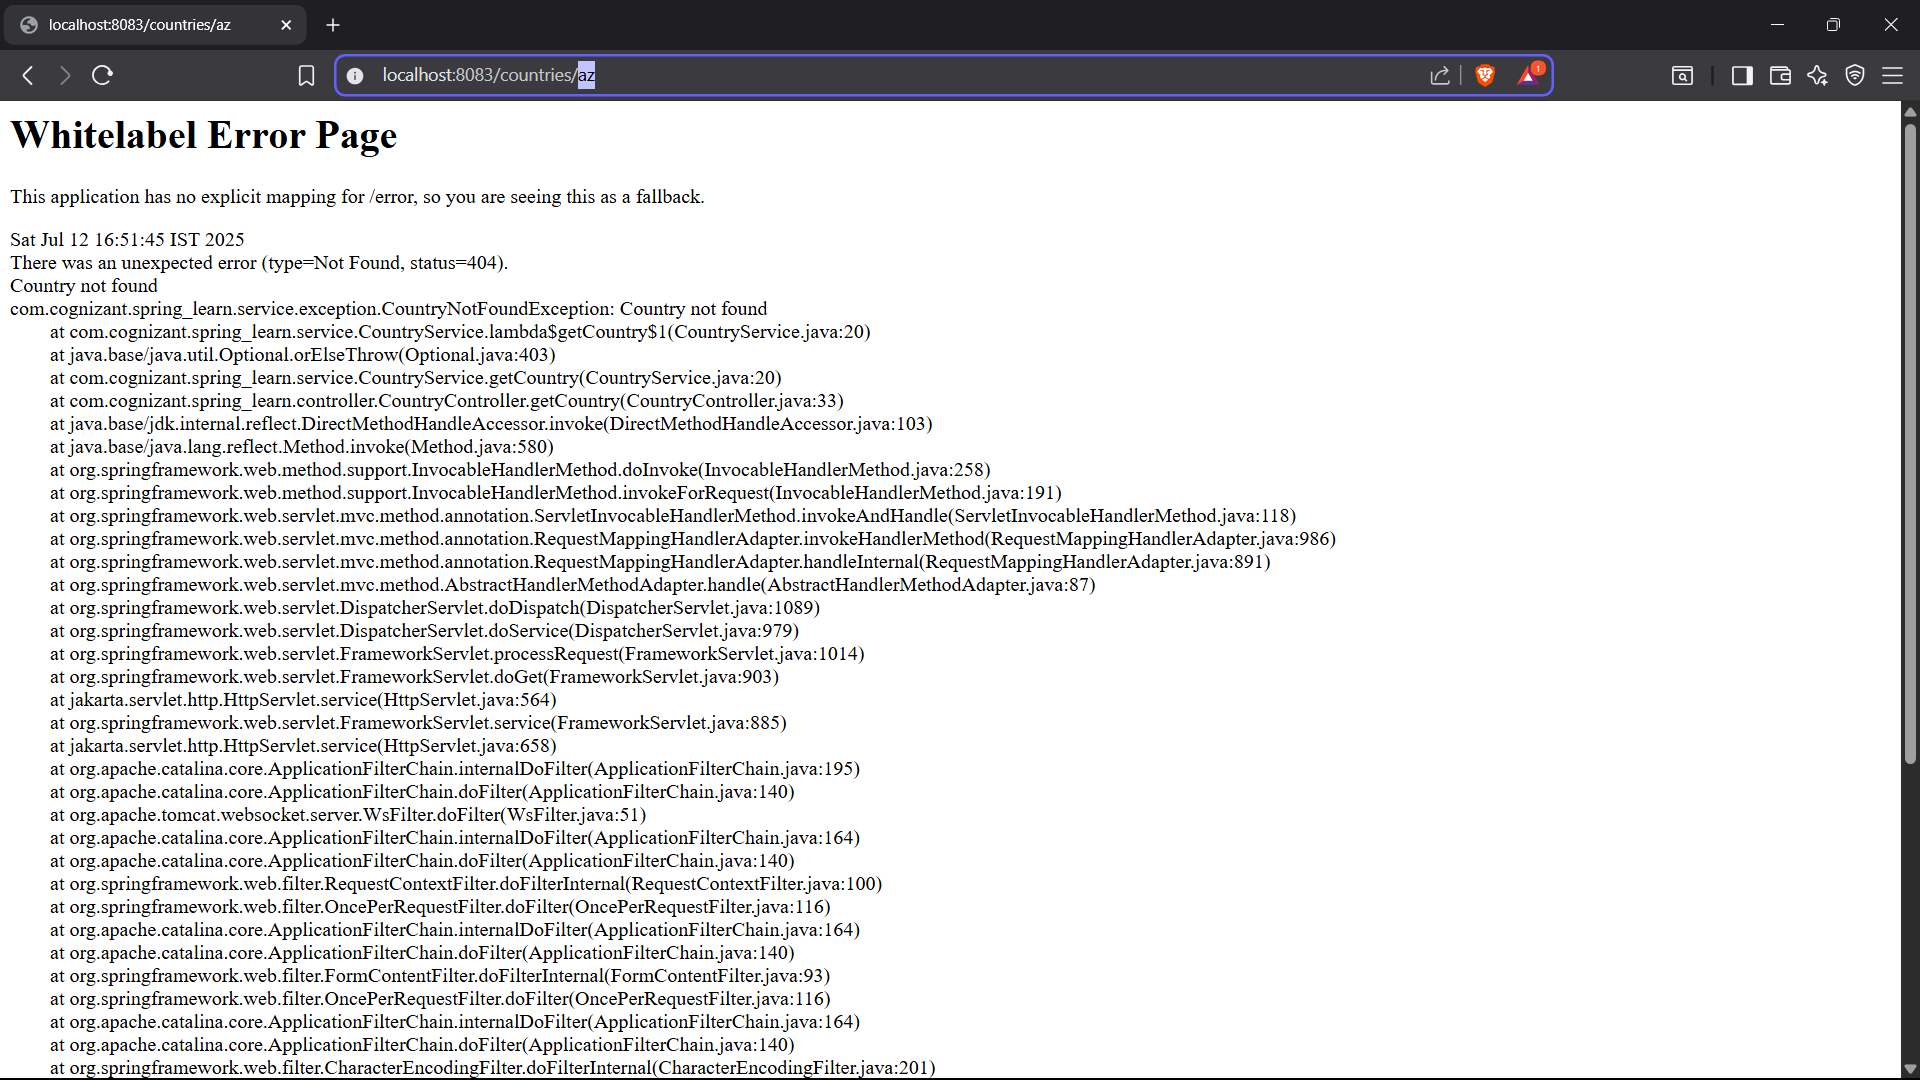 localhost:8083/countries/az
localhost:8083/countries/az
1
Whitelabel Error Page
This application has no explicit mapping for /error, so you are seeing this as a fallback.
Sat Jul 12 16:51:45 IST 2025
There was an unexpected error (type=Not Found, status=404).
Country not found
com.cognizant.spring_learn.service.exception.CountryNotFoundException: Country not found
at com.cognizant.spring_learn.service.CountryService.lambda$getCountry$1(CountryService.java:20)
at java.base/java.util.Optional.orElseThrow(Optional.java:403)
at com.cognizant.spring_learn.service.CountryService.getCountry(CountryService.java:20)
at com.cognizant.spring_learn.controller.CountryController.getCountry(CountryController.java:33)
at java.base/jdk.internal.reflect.DirectMethodHandleAccessor.invoke(DirectMethodHandleAccessor.java:103)
at java.base/java.lang.reflect.Method.invoke(Method.java:580)
at org.springframework.web.method.support.InvocableHandlerMethod.doInvoke(InvocableHandlerMethod.java:258)
at org.springframework.web.method.support.InvocableHandlerMethod.invokeForRequest(InvocableHandlerMethod.java:191)
at org.springframework.web.servlet.mvc.method.annotation.ServletInvocableHandlerMethod.invokeAndHandle(ServletInvocableHandlerMethod.java:118)
at org.springframework.web.servlet.mvc.method.annotation.RequestMappingHandlerAdapter.invokeHandlerMethod(RequestMappingHandlerAdapter.java:986)
at org.springframework.web.servlet.mvc.method.annotation.RequestMappingHandlerAdapter.handleInternal(RequestMappingHandlerAdapter.java:891)
at org.springframework.web.servlet.mvc.method.AbstractHandlerMethodAdapter.handle(AbstractHandlerMethodAdapter.java:87)
at org.springframework.web.servlet.DispatcherServlet.doDispatch(DispatcherServlet.java:1089)
at org.springframework.web.servlet.DispatcherServlet.doService(DispatcherServlet.java:979)
at org.springframework.web.servlet.FrameworkServlet.processRequest(FrameworkServlet.java:1014)
at org.springframework.web.servlet.FrameworkServlet.doGet(FrameworkServlet.java:903)
at jakarta.servlet.http.HttpServlet.service(HttpServlet.java:564)
at org.springframework.web.servlet.FrameworkServlet.service(FrameworkServlet.java:885)
at jakarta.servlet.http.HttpServlet.service(HttpServlet.java:658)
at org.apache.catalina.core.ApplicationFilterChain.internalDoFilter(ApplicationFilterChain.java:195)
at org.apache.catalina.core.ApplicationFilterChain.doFilter(ApplicationFilterChain.java:140)
at org.apache.tomcat.websocket.server.WsFilter.doFilter(WsFilter.java:51)
at org.apache.catalina.core.ApplicationFilterChain.internalDoFilter(ApplicationFilterChain.java:164)
at org.apache.catalina.core.ApplicationFilterChain.doFilter(ApplicationFilterChain.java:140)
at org.springframework.web.filter.RequestContextFilter.doFilterInternal(RequestContextFilter.java:100)
at org.springframework.web.filter.OncePerRequestFilter.doFilter(OncePerRequestFilter.java:116)
at org.apache.catalina.core.ApplicationFilterChain.internalDoFilter(ApplicationFilterChain.java:164)
at org.apache.catalina.core.ApplicationFilterChain.doFilter(ApplicationFilterChain.java:140)
at org.springframework.web.filter.FormContentFilter.doFilterInternal(FormContentFilter.java:93)
at org.springframework.web.filter.OncePerRequestFilter.doFilter(OncePerRequestFilter.java:116)
at org.apache.catalina.core.ApplicationFilterChain.internalDoFilter(ApplicationFilterChain.java:164)
at org.apache.catalina.core.ApplicationFilterChain.doFilter(ApplicationFilterChain.java:140)
at org.springframework.web.filter.CharacterEncodingFilter.doFilterInternal(CharacterEncodingFilter.java:201)